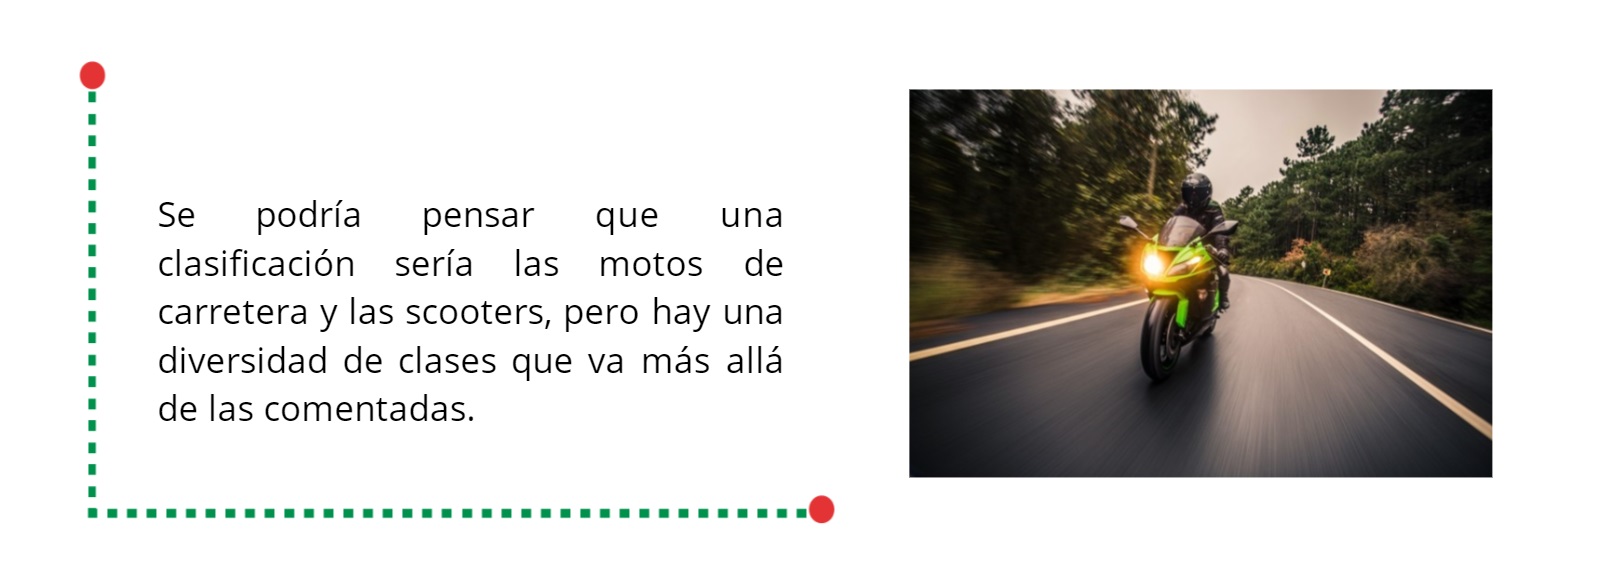 Se podría pensar que una
clasificación sería las motos de
carretera y las scooters, pero hay una
diversidad de clases que va más allá
de las comentadas.